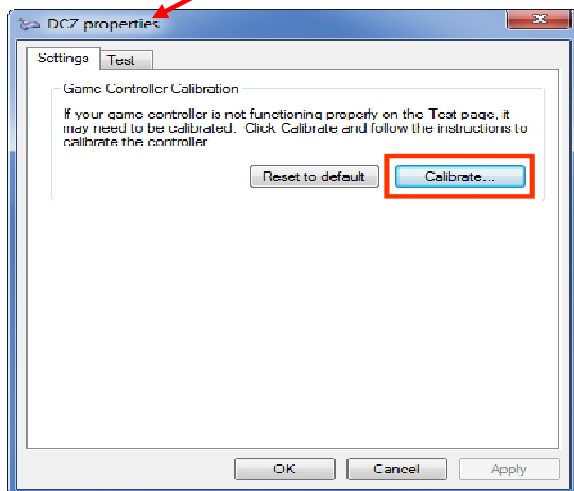 DCZ properties
Settings Test
Game Controller Calibration
If your game controller is not functioning properly on the Test page, it
may need to be calibrated. Click Calibrate and follow the instructions to
calibrate the controller
Reset to default Calibrate...
OK Cancel Apply